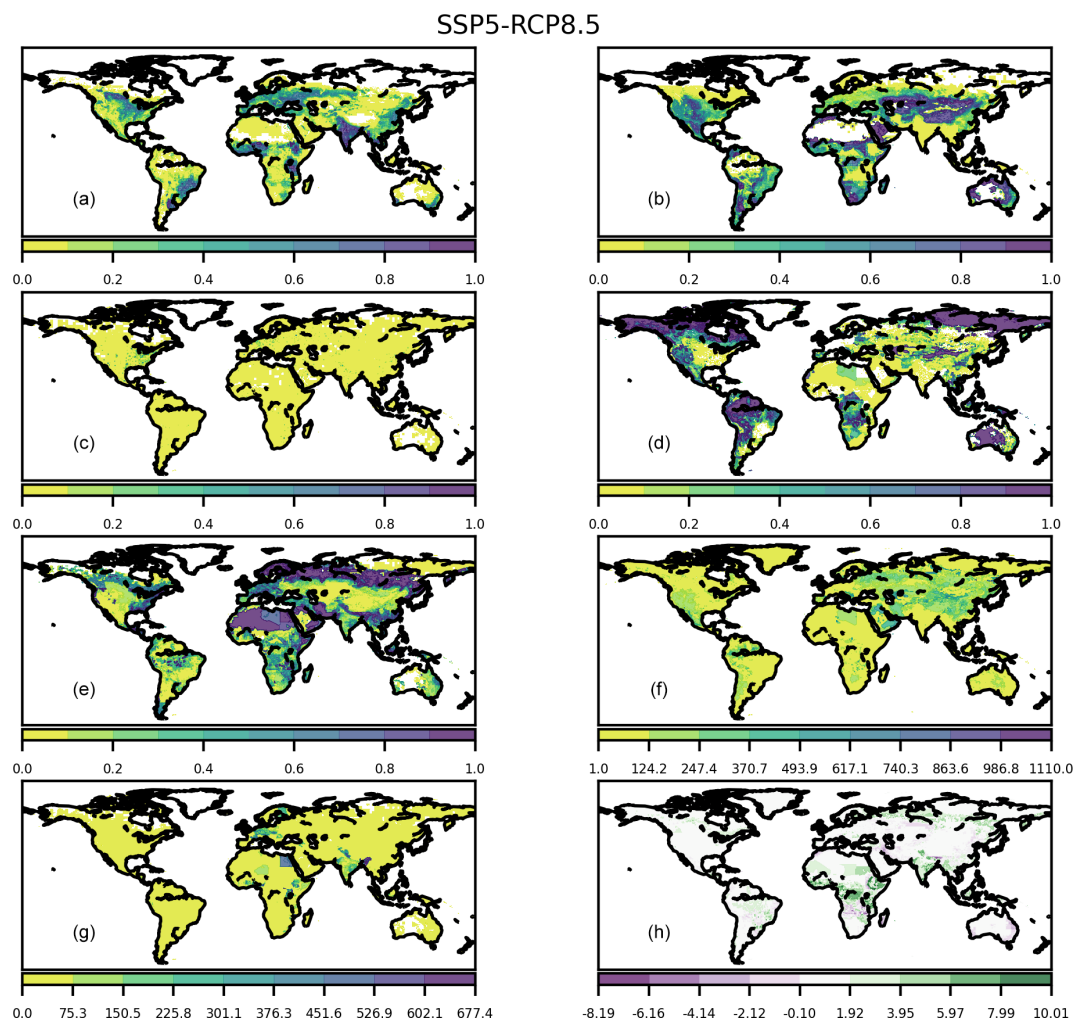 SSP5-RCP8.5
(a) (b)
0.0 0.2 0.4 0.6 0.8 1.0 0.0 0.2 0.4 0.6 0.8 1.0
(c) (d)
0.0 0.2 0.4 0.6 0.8 1.0 0.0 0.2 0.4 0.6 0.8 1.0
(e) (f)
0.0 0.2 0.4 0.6 0.8 1.0 1.0 124.2 247.4 370.7 493.9 617.1 740.3 863.6 986.8 1110.0
(g) (h)
0.0 75.3 150.5 225.8 301.1 376.3 451.6 526.9 602.1 677.4 -8.19 -6.16 -4.14 -2.12 -0.10 1.92 3.95 5.97 7.99 10.01